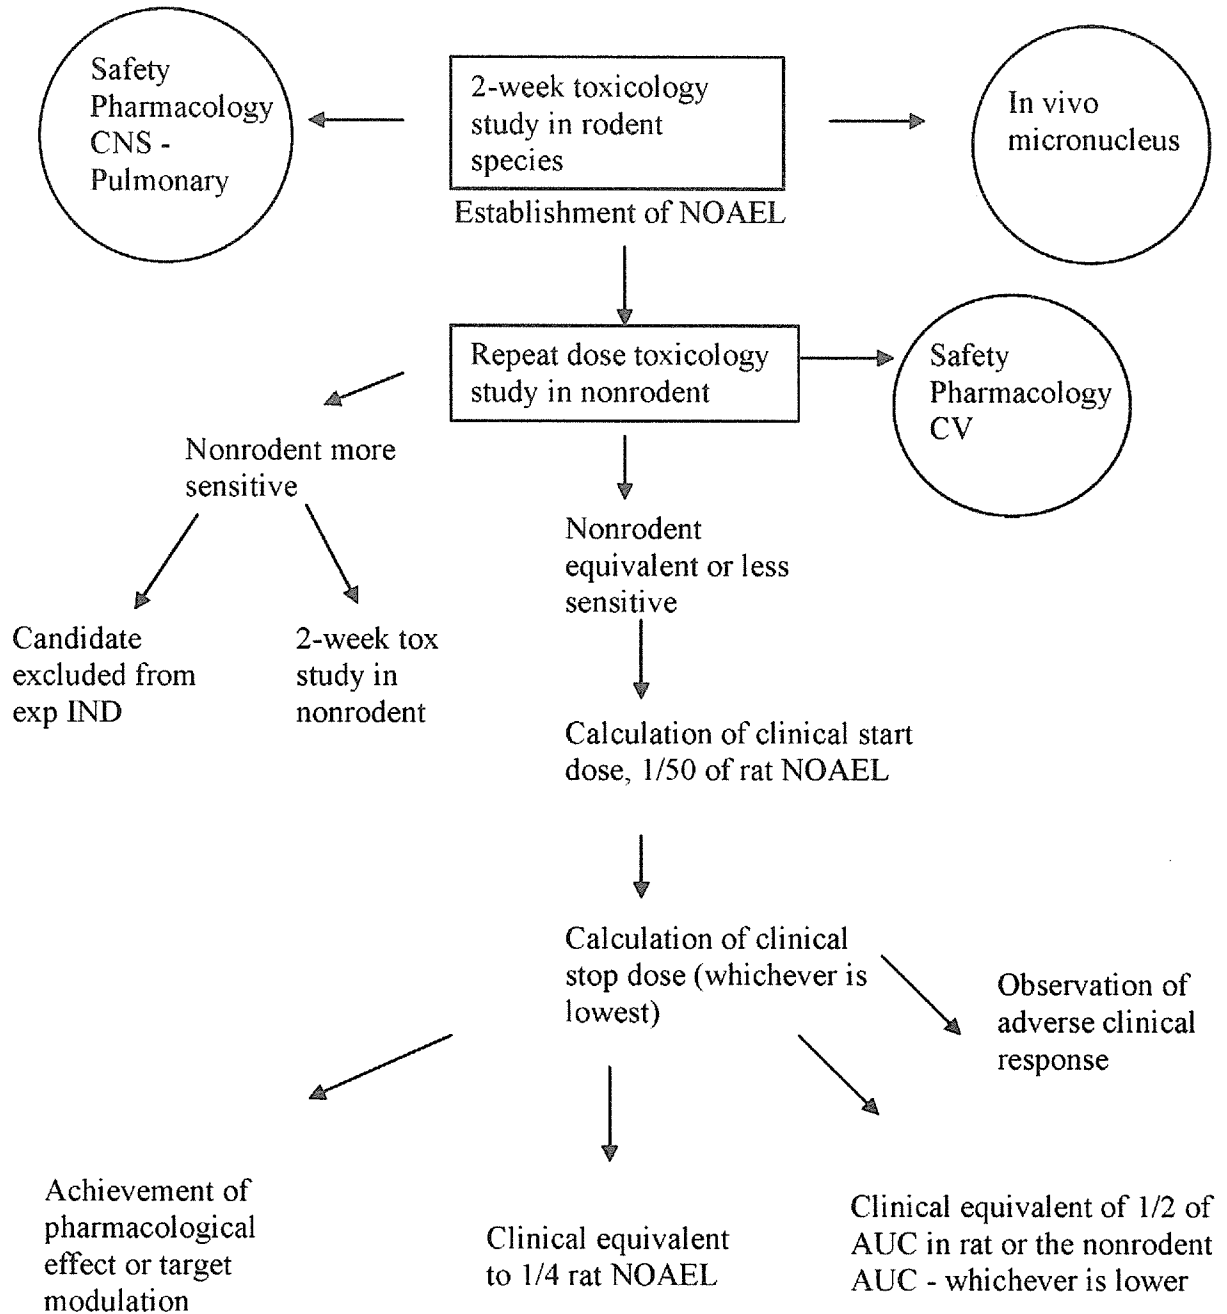 Safety
Pharmacology
CNS -
Pulmonary
2-week toxicology
study in rodent
species
In vivo
micronucleus
Establishment of NOAEL
Repeat dose toxicology
study in nonrodent
Safety
Pharmacology
CV
Nonrodent more
sensitive
Nonrodent
equivalent or less
sensitive
Candidate
excluded from
exp IND
2-week tox
study in
nonrodent
Calculation of clinical start
dose, 1/50 of rat NOAEL
Calculation of clinical
stop dose (whichever is
lowest)
Observation of
adverse clinical
response
Achievement of
pharmacological
effect or target
modulation
Clinical equivalent
to 1/4 rat NOAEL
Clinical equivalent of 1/2 of
AUC in rat or the nonrodent
AUC - whichever is lower